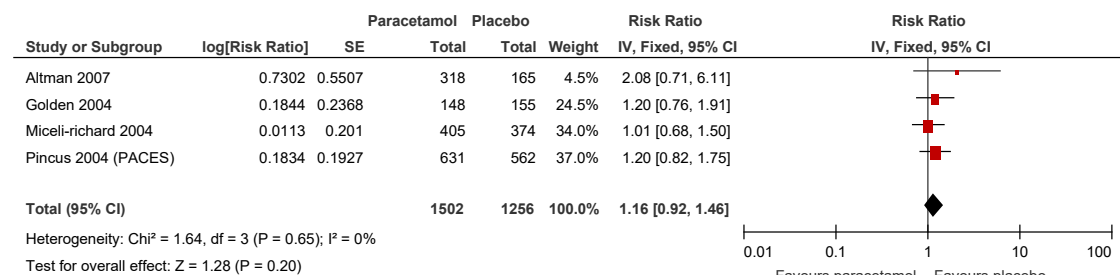 Paracetamol Placebo Risk Ratio Risk Ratio
Study or Subgroup log[Risk Ratio] SE Total Total Weight IV, Fixed, 95% CI IV, Fixed, 95% CI
Altman 2007 0.7302 0.5507 318 165 4.5% 2.08 [0.71, 6.11]
Golden 2004 0.1844 0.2368 148 155 24.5% 1.20 [0.76, 1.91]
Miceli-richard 2004 0.0113 0.201 405 374 34.0% 1.01 [0.68, 1.50]
Pincus 2004 (PACES) 0.1834 0.1927 631 562 37.0% 1.20 [0.82, 1.75]
Total (95% CI) 1502 1256 100.0% 1.16 [0.92, 1.46]
Heterogeneity: Chi² = 1.64, df = 3 (P = 0.65); I² = 0%
Test for overall effect: Z = 1.28 (P = 0.20)
0.01 0.1 1 10 100
Favours paracetamol Favours placebo